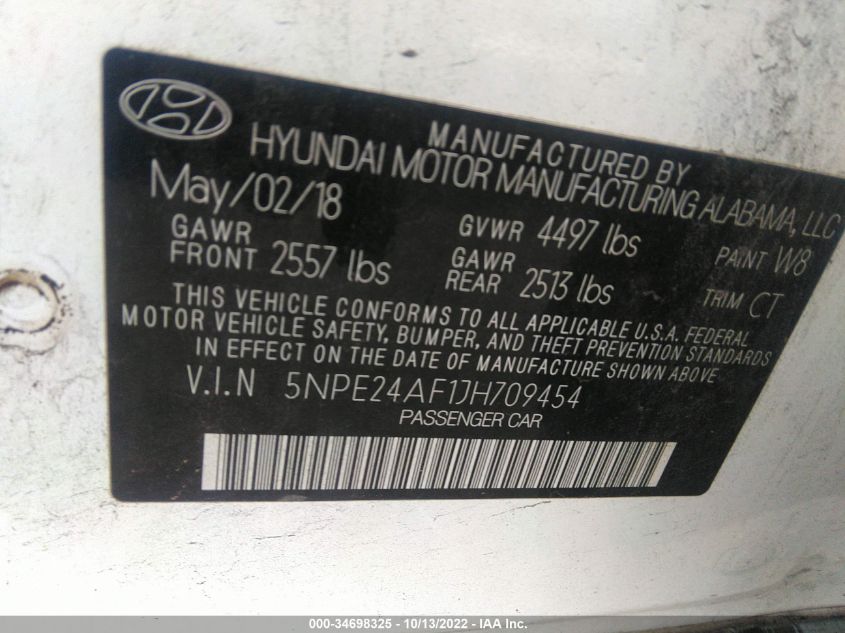 MANUFACTURED BY
HYUNDAI MOTOR MANUFACTURING ALABAMA, LLC
May/02/18
GAWR FRONT 2557 lbs
GVWR 4497 lbs
GAWR REAR 2513 lbs
PAINT W8
TRIM CT
THIS VEHICLE CONFORMS TO ALL APPLICABLE U.S.A. FEDERAL
MOTOR VEHICLE SAFETY, BUMPER, AND THEFT PREVENTION STANDARDS
IN EFFECT ON THE DATE OF MANUFACTURE SHOWN ABOVE
V.I.N 5NPE24AF1JH709454
PASSENGER CAR
000-34698325 - 10/13/2022 - IAA Inc.